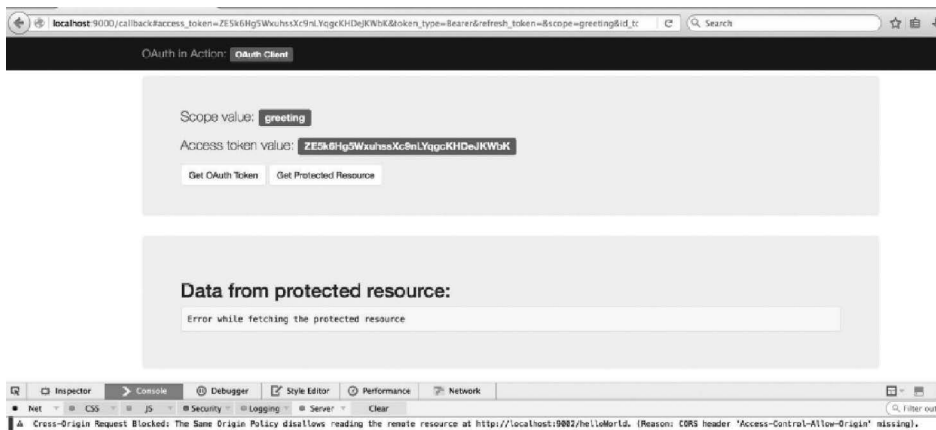 localhost:9000/callback#access_token=ZE5k6Hg5WxuhssXc9nLYqgcKHDeJKWbK&token_type=Bearer&refresh_token=&scope=greeting&id_tc Search
OAuth in Action: OAuth Client
Scope value: greeting
Access token value: ZE5k6Hg5WxuhssXc9nLYqgcKHDeJKWbK
Get OAuth Token Get Protected Resource
Data from protected resource:
Error while fetching the protected resource
Inspector Console Debugger Style Editor Performance Network
Net CSS JS Security Logging Server Clear Filter out
Cross-Origin Request Blocked: The Same Origin Policy disallows reading the remote resource at http://localhost:9002/helloWorld. (Reason: CORS header 'Access-Control-Allow-Origin' missing).